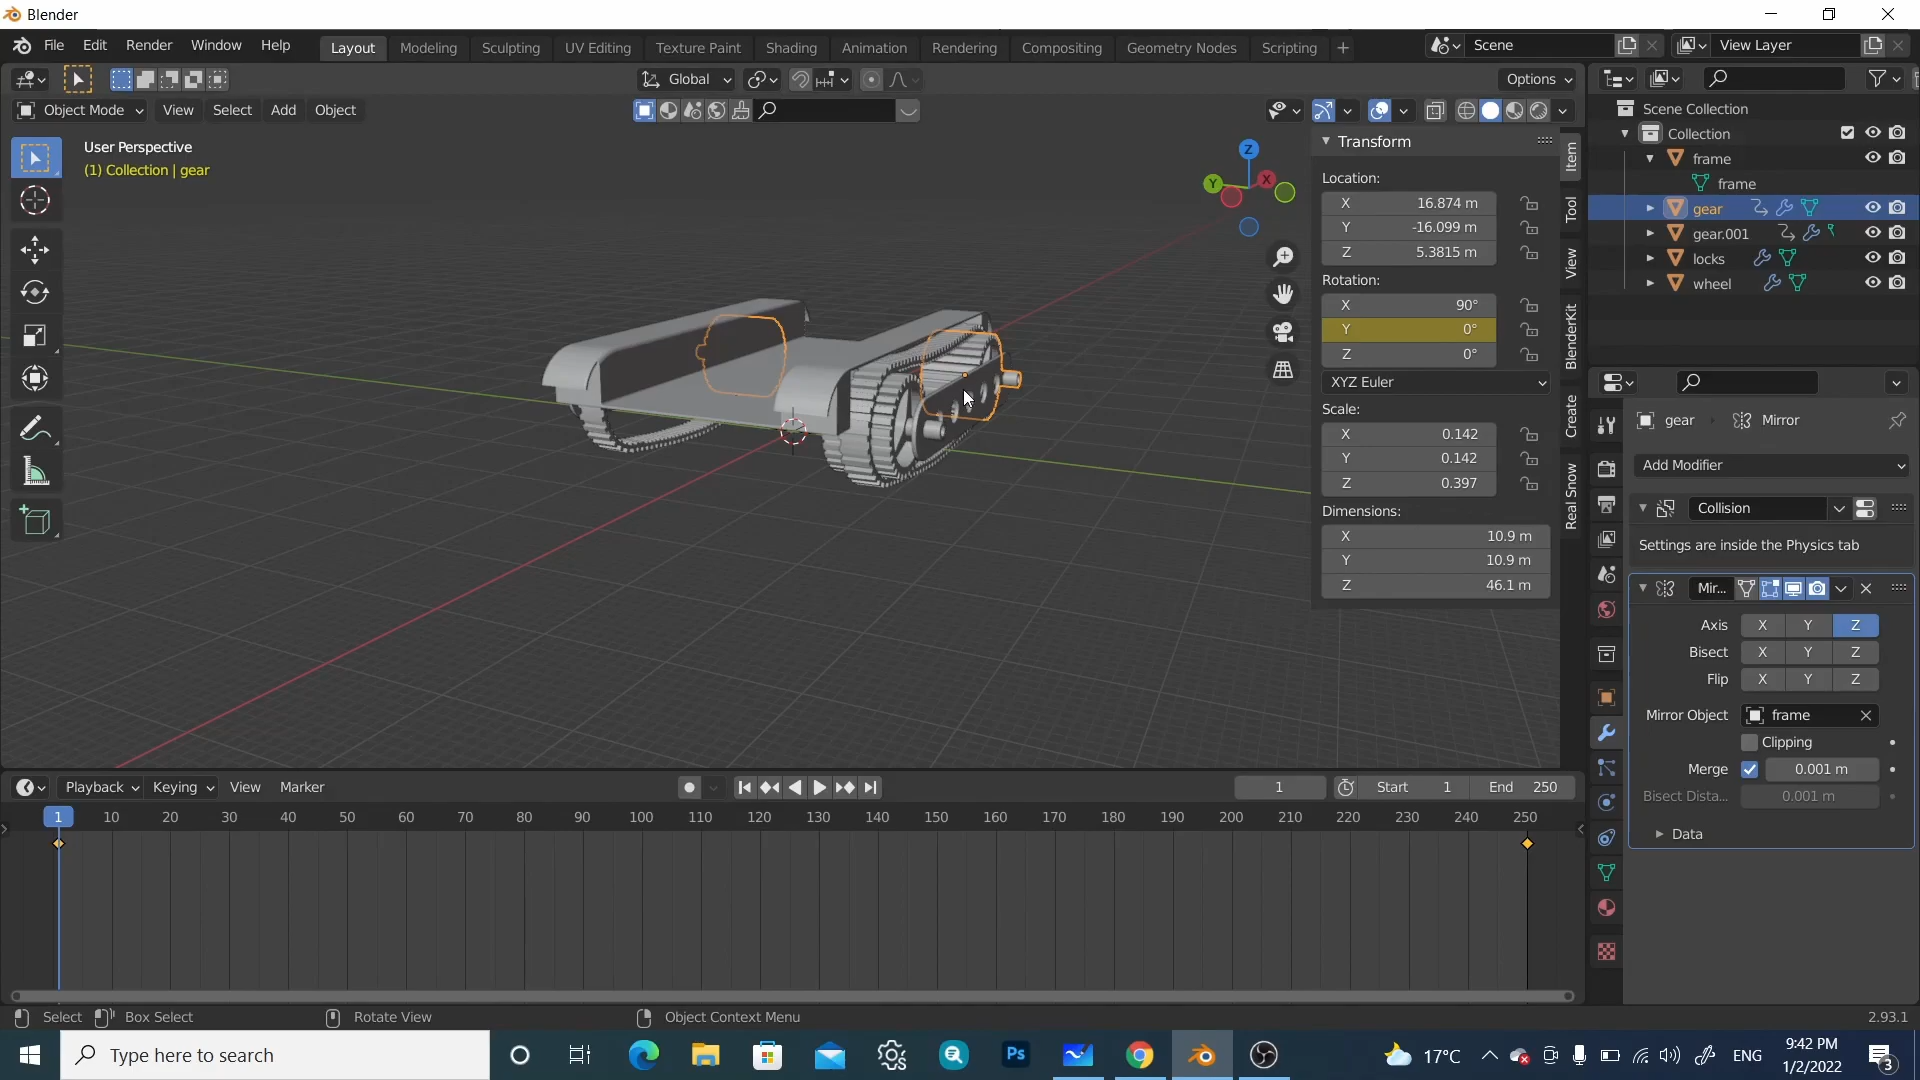 Blender
File Edit Render Window Help
Layout Modeling Sculpting UV Editing Texture Paint Shading Animation Rendering Compositing Geometry Nodes Scripting
Scene
View Layer
Global
Options
Object Mode View Select Add Object
User Perspective
(1) Collection | gear
Z
Y
X
Transform
Location:
X 16.874 m
Y -16.099 m
Z 5.3815 m
Rotation:
X 90°
Y 0°
Z 0°
XYZ Euler
Scale:
X 0.142
Y 0.142
Z 0.397
Dimensions:
X 10.9 m
Y 10.9 m
Z 46.1 m
Item
Tool
View
BlenderKit
Create
Real Snow
Scene Collection
Collection
frame
frame
gear
gear.001
locks
wheel
gear Mirror
Add Modifier
Collision
Settings are inside the Physics tab
Mir...
Axis X Y Z
Bisect X Y Z
Flip X Y Z
Mirror Object frame
Clipping
Merge 0.001 m
Bisect Dista... 0.001 m
Data
Playback Keying View Marker
1
Start 1 End 250
1 10 20 30 40 50 60 70 80 90 100 110 120 130 140 150 160 170 180 190 200 210 220 230 240 250
Select Box Select Rotate View Object Context Menu 2.93.1
Type here to search
Ps
17°C
ENG
9:42 PM
1/2/2022
3